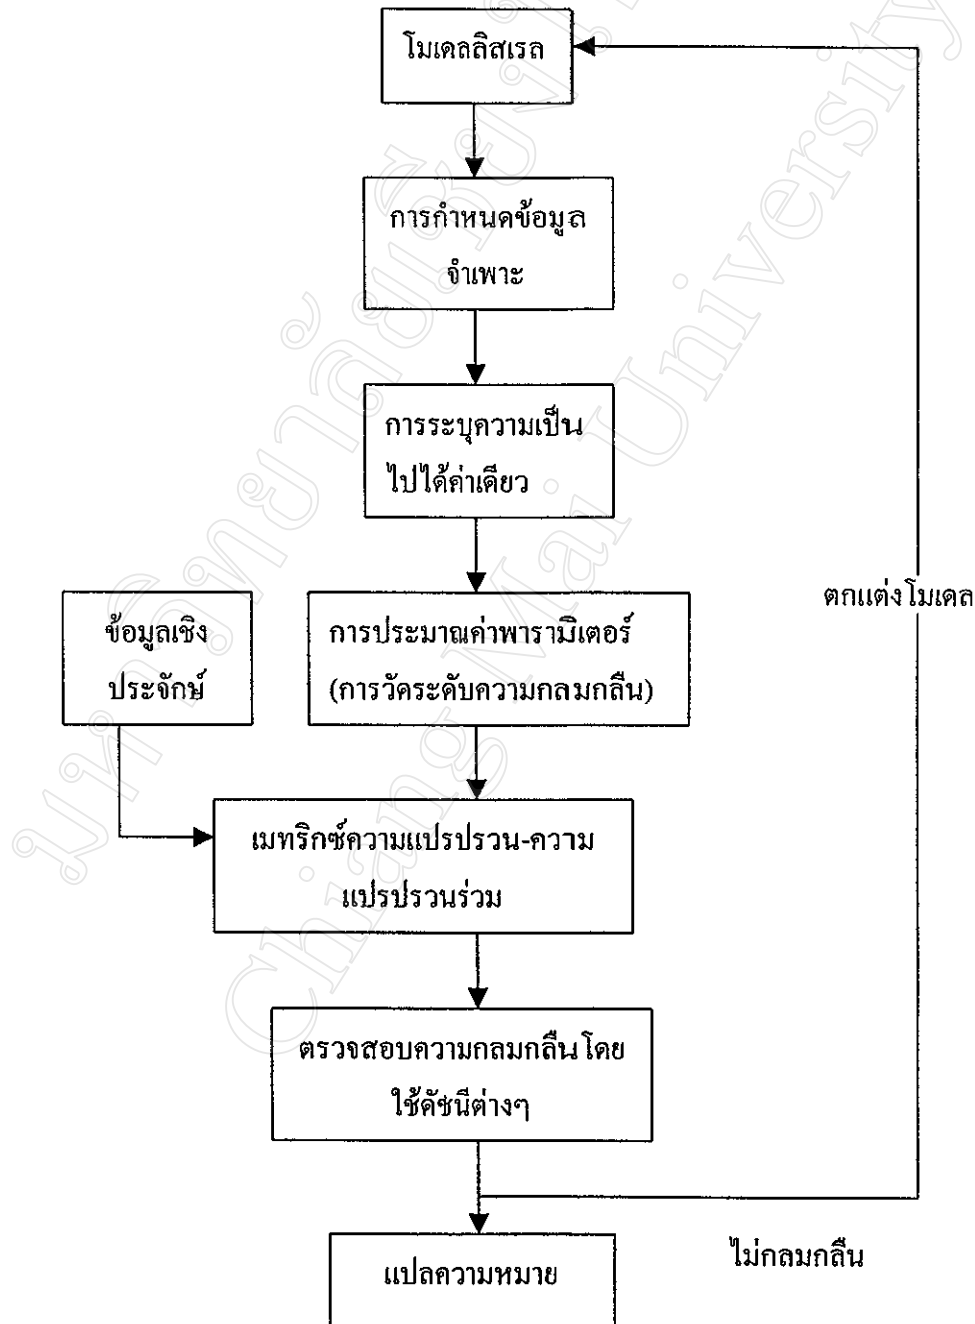 โมเดลลิสเรล
การกำหนดข้อมูล
จำเพาะ
การระบุความเป็น
ไปได้ค่าเดียว
ตกแต่งโมเดล
ข้อมูลเชิง
ประจักษ์
การประมาณค่าพารามิเตอร์
(การวัดระดับความกลมกลืน)
เมทริกซ์ความแปรปรวน-ความ
แปรปรวนร่วม
ตรวจสอบความกลมกลืนโดย
ใช้ดัชนีต่างๆ
ไม่กลมกลืน
แปลความหมาย
Chiang Mai University